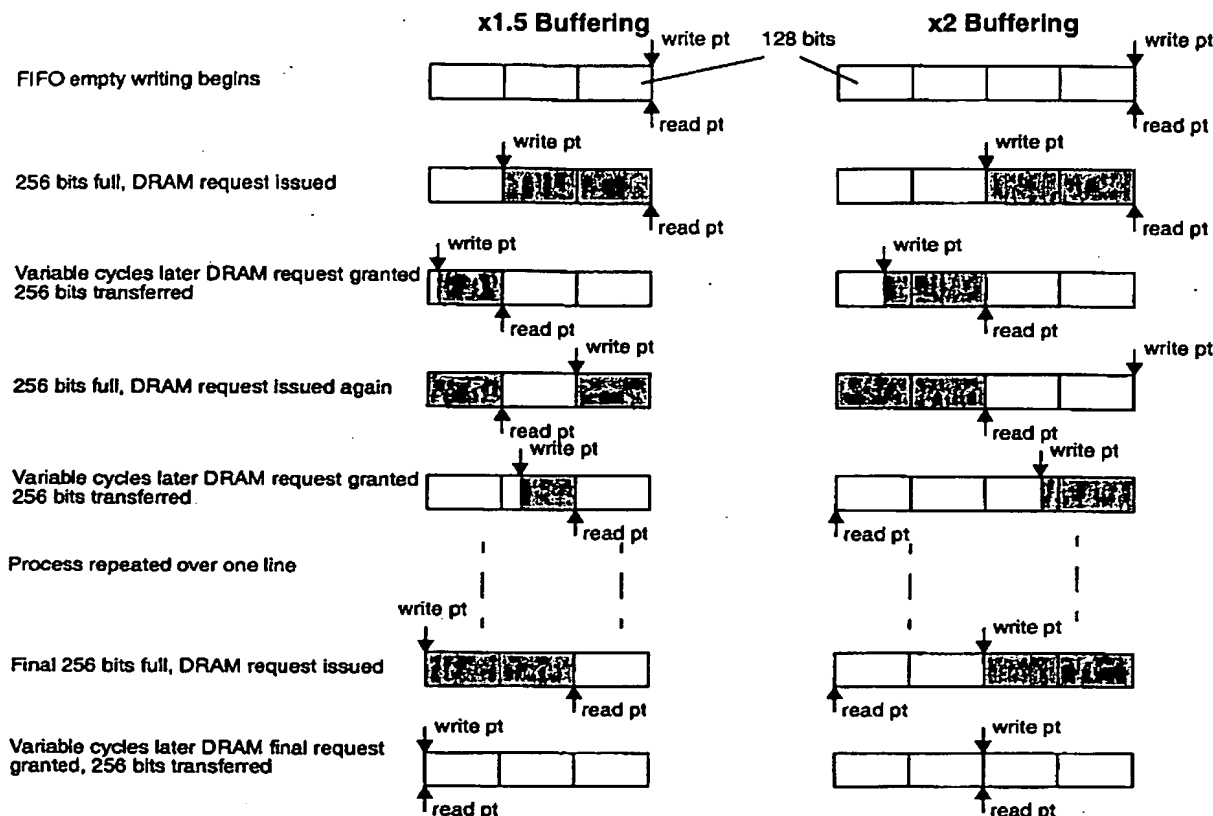 x1.5 Buffering
x2 Buffering
write pt
128 bits
write pt
FIFO empty writing begins
read pt
read pt
write pt
write pt
256 bits full, DRAM request issued
read pt
read pt
write pt
write pt
Variable cycles later DRAM request granted
256 bits transferred
read pt
read pt
write pt
write pt
256 bits full, DRAM request issued again
read pt
read pt
write pt
write pt
Variable cycles later DRAM request granted
256 bits transferred
read pt
read pt
Process repeated over one line
write pt
write pt
Final 256 bits full, DRAM request issued
read pt
read pt
write pt
write pt
Variable cycles later DRAM final request
granted, 256 bits transferred
read pt
read pt